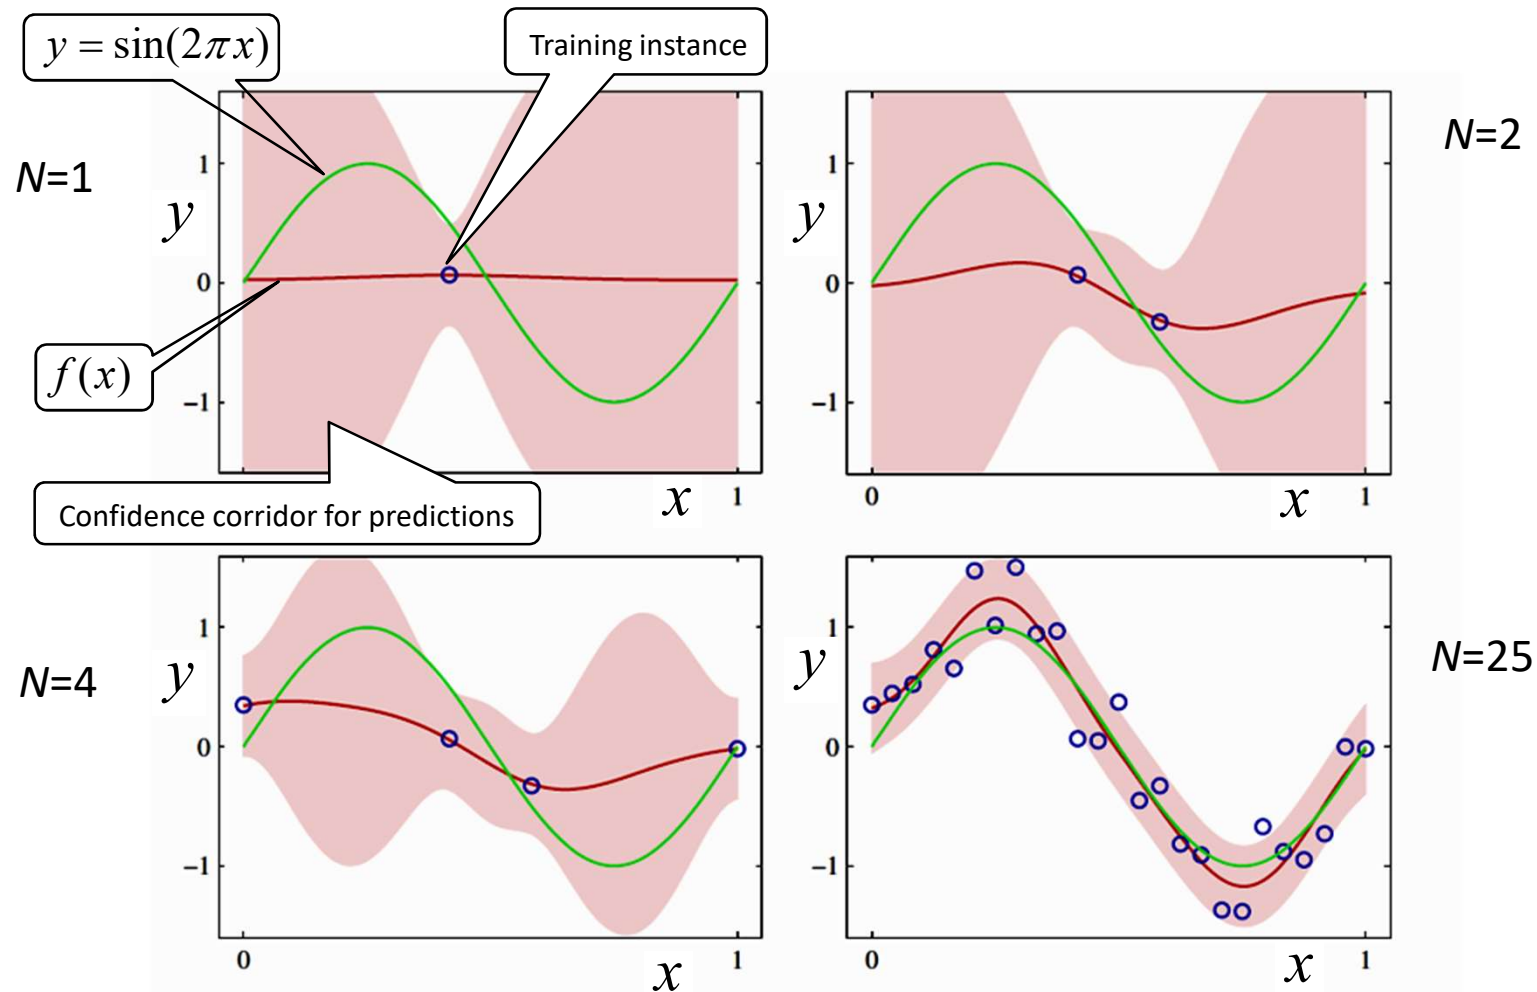 y = sin(2πx)
Training instance
N=1
N=2
1
y
0
-1
f(x)
x
1
1
y
0
-1
0
x
1
Confidence corridor for predictions
N=4
N=25
1
y
0
-1
0
x
1
1
y
0
-1
0
x
1